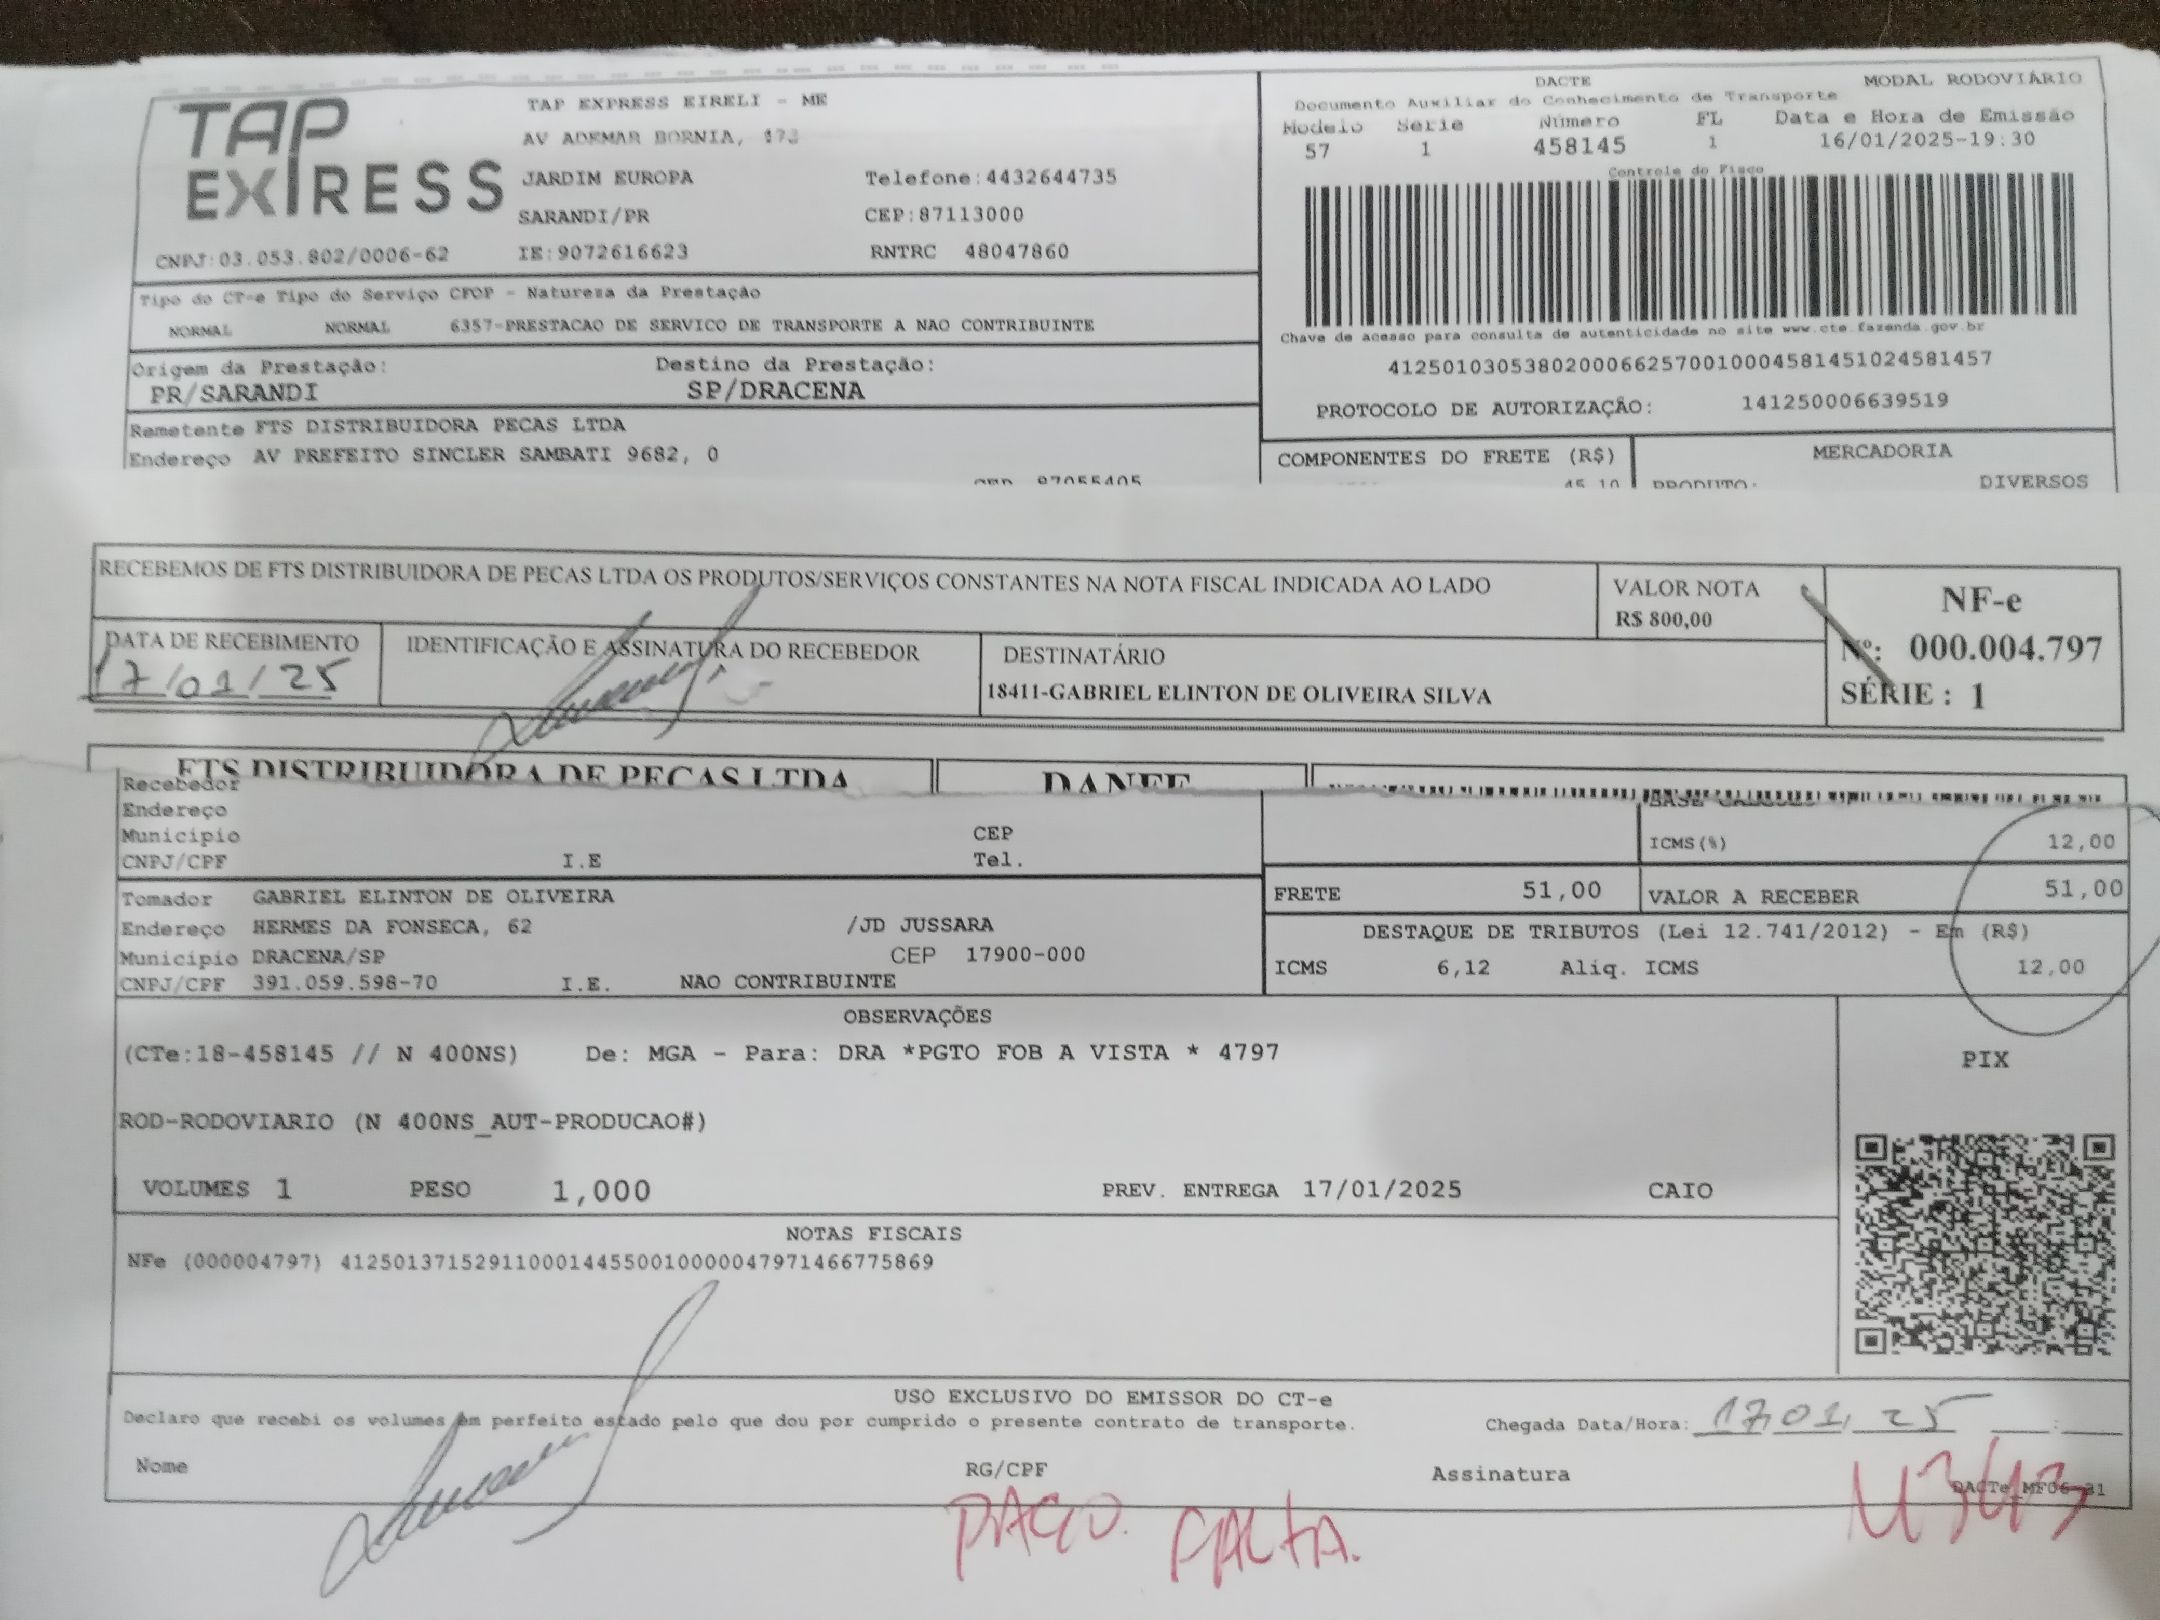 TAP EXPRESS
TAP EXPRESS EIRELI - ME
AV ADEMAR BORNIA,
JARDIM EUROPA Telefone:4432644735
SARANDI/PR CEP:87113000
CNPJ:03.053.802/0006-62 IE:9072616623 RNTRC 48047860
DACTE MODAL RODOVIÁRIO
Documento Auxiliar do Conhecimento de Transporte
Modelo Serie Número FL Data e Hora de Emissão
57 1 458145 1 16/01/2025-19:30
Controle do Fisco
Chave de acesso para consulta de autenticidade no site www.cte.fazenda.gov.br
41250103053802000662570010004581451024581457
PROTOCOLO DE AUTORIZAÇÃO: 141250006639519
Tipo do CT-e Tipo do Serviço CFOP - Natureza da Prestação
NORMAL NORMAL 6357-PRESTACAO DE SERVICO DE TRANSPORTE A NAO CONTRIBUINTE
Origem da Prestação: Destino da Prestação:
PR/SARANDI SP/DRACENA
Remetente FTS DISTRIBUIDORA PECAS LTDA
Endereço AV PREFEITO SINCLER SAMBATI 9682, 0
CEP 87055405
COMPONENTES DO FRETE (R$) MERCADORIA
45,10 PRODUTO: DIVERSOS
RECEBEMOS DE FTS DISTRIBUIDORA DE PECAS LTDA OS PRODUTOS/SERVIÇOS CONSTANTES NA NOTA FISCAL INDICADA AO LADO
VALOR NOTA
R$ 800,00
NF-e
Nº: 000.004.797
SÉRIE : 1
DATA DE RECEBIMENTO
17/01/25
IDENTIFICAÇÃO E ASSINATURA DO RECEBEDOR
DESTINATÁRIO
18411-GABRIEL ELINTON DE OLIVEIRA SILVA
FTS DISTRIBUIDORA DE PECAS LTDA DANFE
Recebedor
Endereço
Município CEP
CNPJ/CPF I.E Tel.
BASE CALCULO
ICMS(%) 12,00
FRETE 51,00 VALOR A RECEBER 51,00
DESTAQUE DE TRIBUTOS (Lei 12.741/2012) - Em (R$)
ICMS 6,12 Aliq. ICMS 12,00
Tomador GABRIEL ELINTON DE OLIVEIRA
Endereço HERMES DA FONSECA, 62 /JD JUSSARA
Município DRACENA/SP CEP 17900-000
CNPJ/CPF 391.059.598-70 I.E. NAO CONTRIBUINTE
OBSERVAÇÕES
(CTe:18-458145 // N 400NS) De: MGA - Para: DRA *PGTO FOB A VISTA * 4797
ROD-RODOVIARIO (N 400NS_AUT-PRODUCAO#)
PIX
VOLUMES 1 PESO 1,000 PREV. ENTREGA 17/01/2025 CAIO
NOTAS FISCAIS
NFe (000004797) 41250137152911000144550010000047971466775869
USO EXCLUSIVO DO EMISSOR DO CT-e
Declaro que recebi os volumes em perfeito estado pelo que dou por cumprido o presente contrato de transporte.
Chegada Data/Hora: 17/01/25 __:__
Nome RG/CPF Assinatura
PAGO. FALTA.